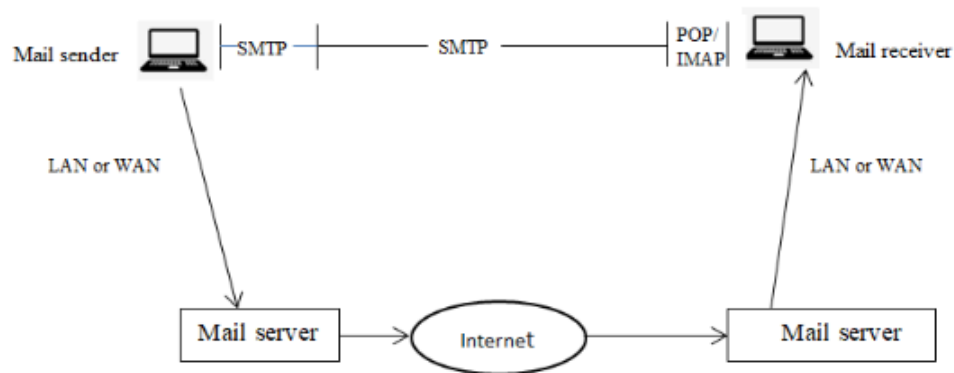 Mail sender
SMTP
SMTP
POP/
IMAP
Mail receiver
LAN or WAN
LAN or WAN
Mail server
Internet
Mail server